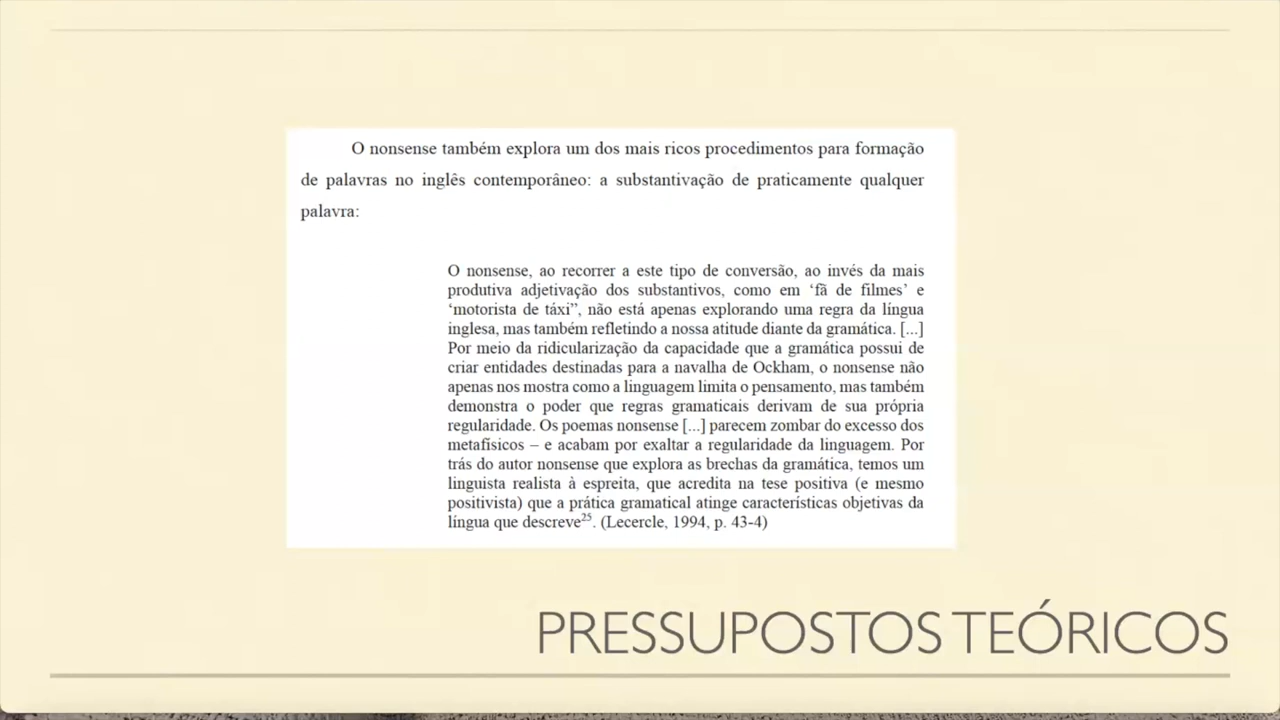 O nonsense também explora um dos mais ricos procedimentos para formação
de palavras no inglês contemporâneo: a substantivação de praticamente qualquer
palavra:
O nonsense, ao recorrer a este tipo de conversão, ao invés da mais
produtiva adjetivação dos substantivos, como em ‘fã de filmes’ e
‘motorista de táxi”, não está apenas explorando uma regra da língua
inglesa, mas também refletindo a nossa atitude diante da gramática. [...]
Por meio da ridicularização da capacidade que a gramática possui de
criar entidades destinadas para a navalha de Ockham, o nonsense não
apenas nos mostra como a linguagem limita o pensamento, mas também
demonstra o poder que regras gramaticais derivam de sua própria
regularidade. Os poemas nonsense [...] parecem zombar do excesso dos
metafísicos – e acabam por exaltar a regularidade da linguagem. Por
trás do autor nonsense que explora as brechas da gramática, temos um
linguista realista à espreita, que acredita na tese positiva (e mesmo
positivista) que a prática gramatical atinge características objetivas da
língua que descreve²⁵. (Lecercle, 1994, p. 43-4)
PRESSUPOSTOS TEÓRICOS